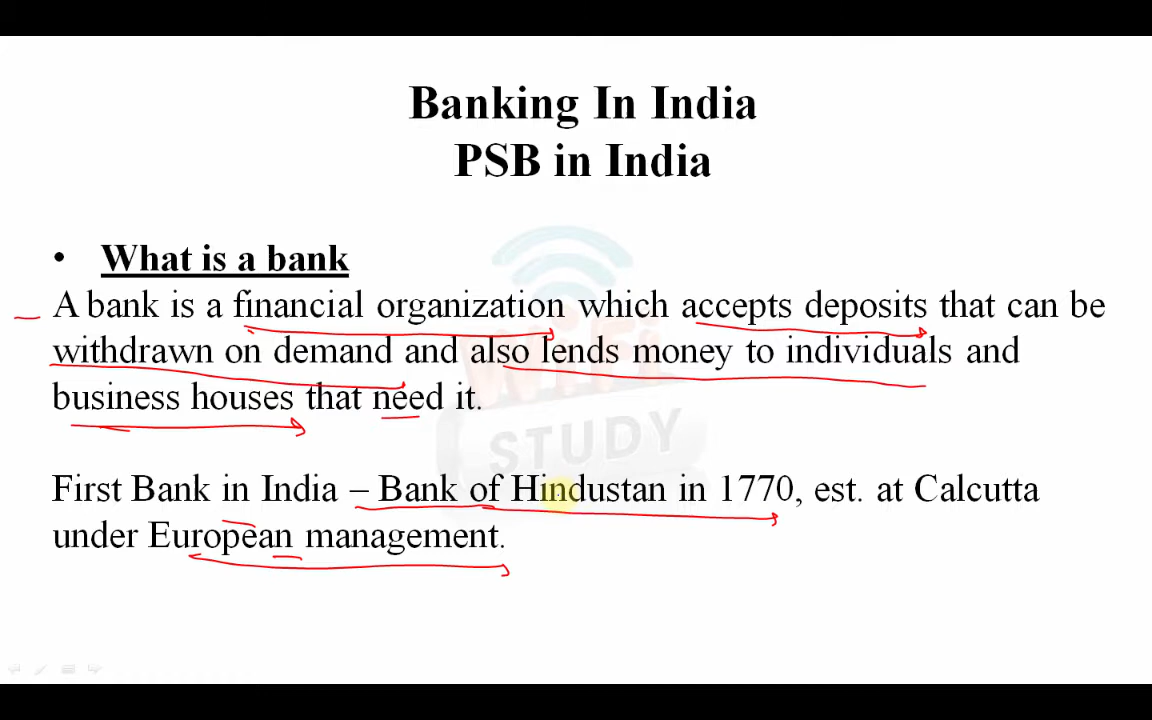 Banking In India
PSB in India
• What is a bank
A bank is a financial organization which accepts deposits that can be
withdrawn on demand and also lends money to individuals and
business houses that need it.
WiFi
STUDY
First Bank in India – Bank of Hindustan in 1770, est. at Calcutta
under European management.